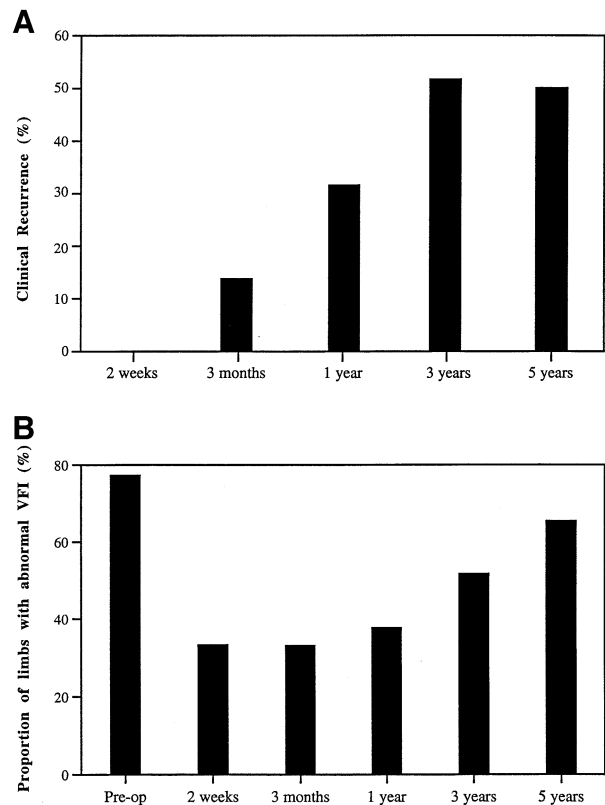 A
Clinical Recurrence (%)
60
50
40
30
20
10
0
2 weeks 3 months 1 year 3 years 5 years
B
Proportion of limbs with abnormal VFI (%)
80
60
40
20
0
Pre-op 2 weeks 3 months 1 year 3 years 5 years